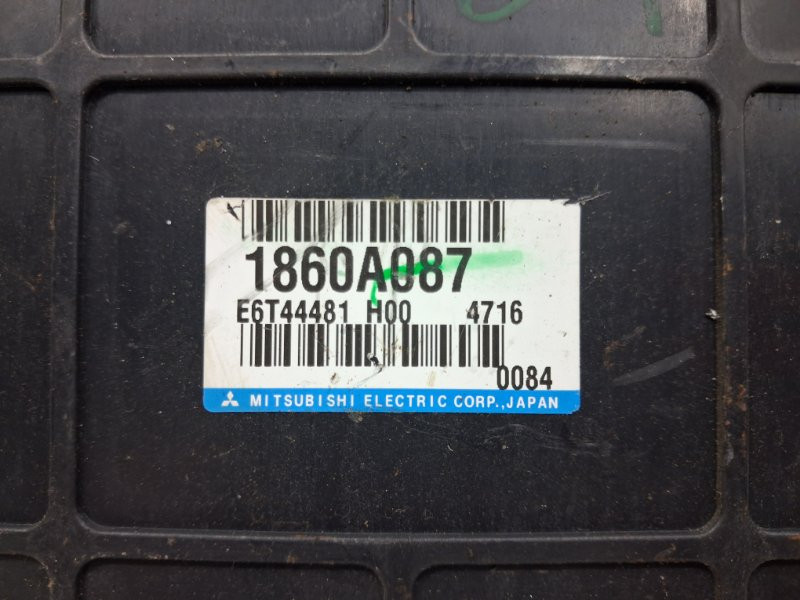 1860A087
E6T44481 H00 4716
0084
MITSUBISHI ELECTRIC CORP.,JAPAN